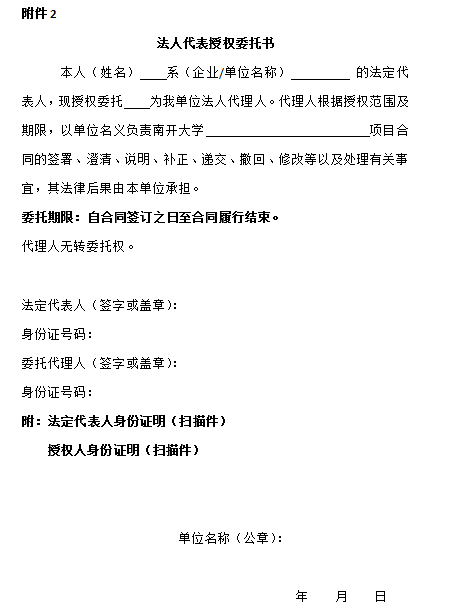 附件2
法人代表授权委托书
本人（姓名）____系（企业/单位名称）_________ 的法定代
表人，现授权委托____为我单位法人代理人。代理人根据授权范围及
期限，以单位名义负责南开大学_________________________项目合
同的签署、澄清、说明、补正、递交、撤回、修改等以及处理有关事
宜，其法律后果由本单位承担。
委托期限：自合同签订之日至合同履行结束。
代理人无转委托权。
法定代表人（签字或盖章）：
身份证号码：
委托代理人（签字或盖章）：
身份证号码：
附：法定代表人身份证明（扫描件）
授权人身份证明（扫描件）
单位名称（公章）：
年 月 日